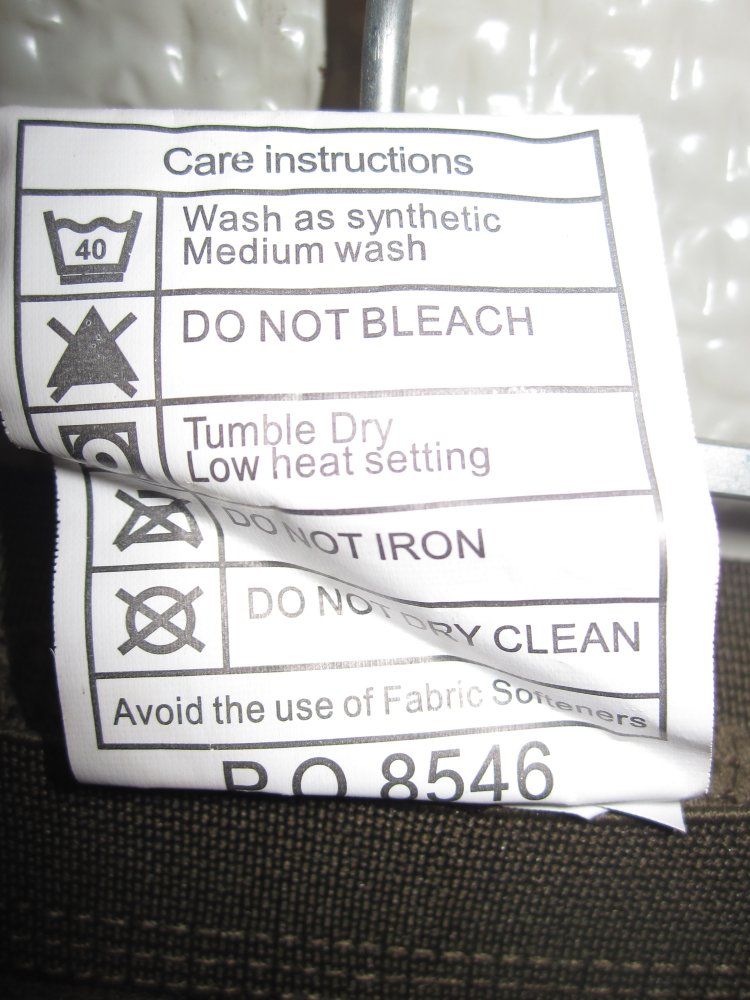 Care instructions
40
Wash as synthetic
Medium wash
DO NOT BLEACH
Tumble Dry
Low heat setting
DO NOT IRON
DO NOT DRY CLEAN
Avoid the use of Fabric Softeners
P.O 8546